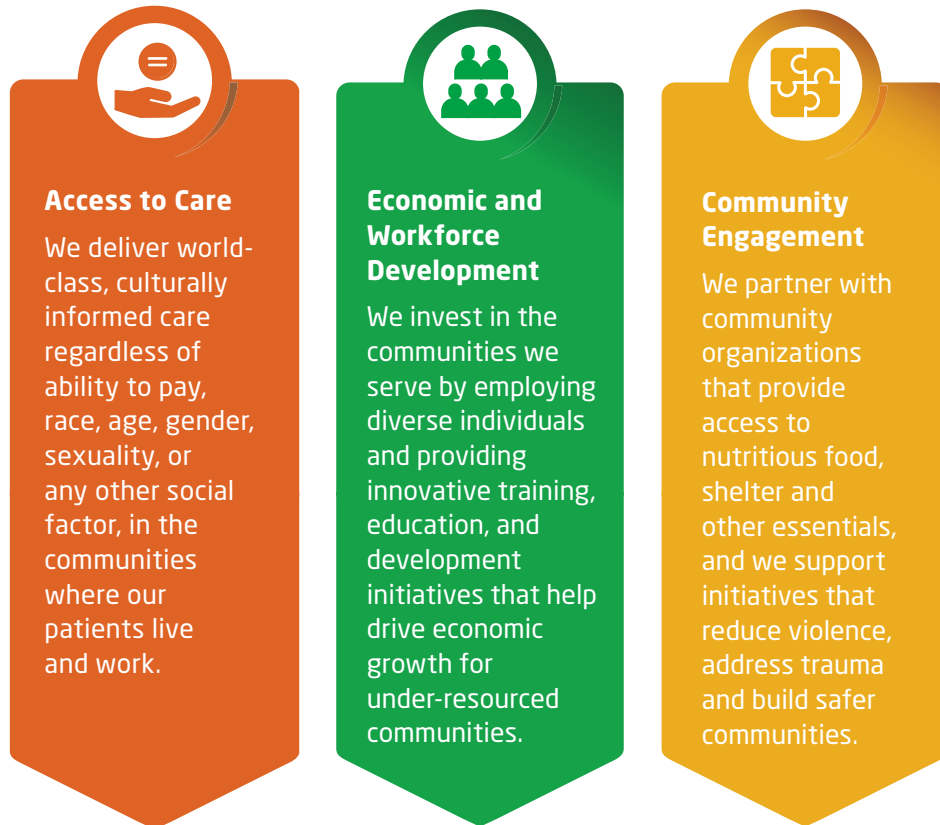 Access to Care
We deliver world-
class, culturally
informed care
regardless of
ability to pay,
race, age, gender,
sexuality, or
any other social
factor, in the
communities
where our
patients live
and work.
Economic and
Workforce
Development
We invest in the
communities we
serve by employing
diverse individuals
and providing
innovative training,
education, and
development
initiatives that help
drive economic
growth for
under-resourced
communities.
Community
Engagement
We partner with
community
organizations
that provide
access to
nutritious food,
shelter and
other essentials,
and we support
initiatives that
reduce violence,
address trauma
and build safer
communities.